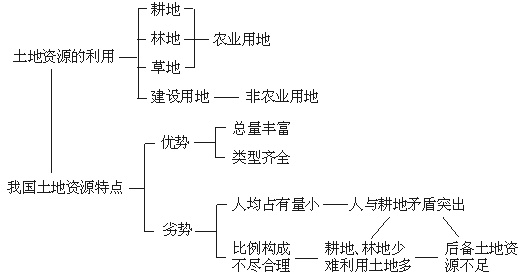 耕地
林地
农业用地
土地资源的利用
草地
建设用地
非农业用地
总量丰富
优势
类型齐全
我国土地资源特点
人均占有量小
人与耕地矛盾突出
劣势
比例构成
不尽合理
耕地、林地少
难利用土地多
后备土地资
源不足